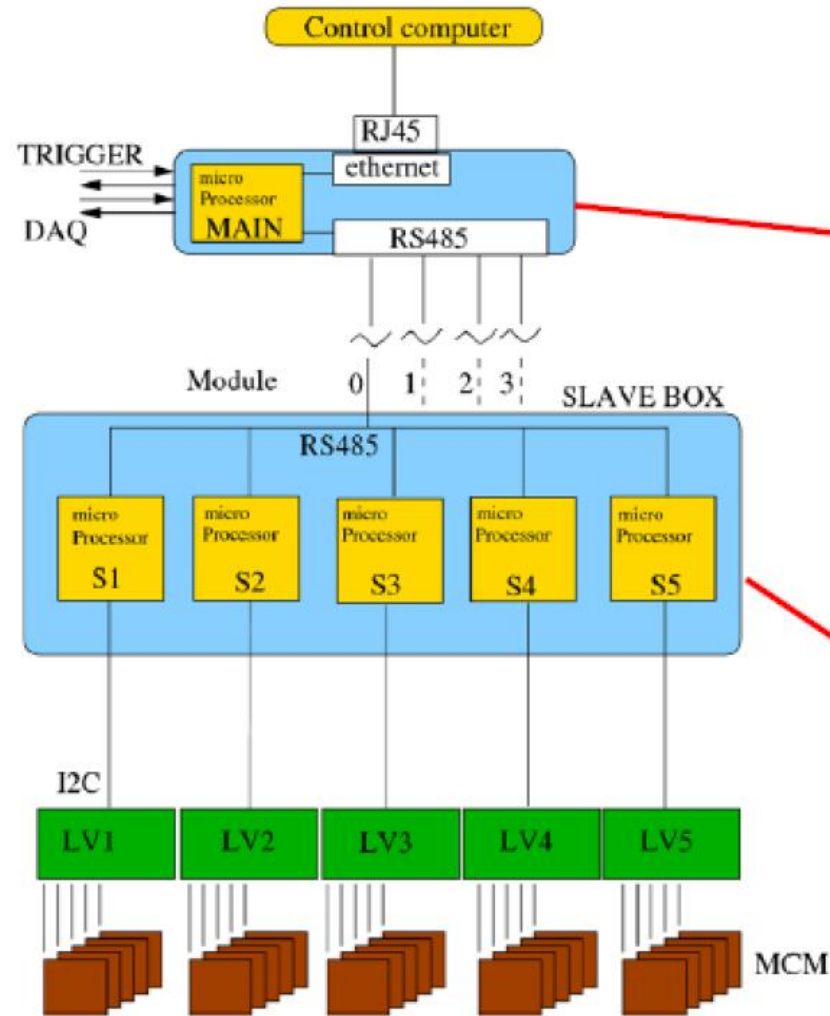 Control computer
RJ45
TRIGGER
ethernet
micro
Processor
MAIN
DAQ
RS485
Module 0 1 2 3
SLAVE BOX
RS485
micro
Processor
S1
micro
Processor
S2
micro
Processor
S3
micro
Processor
S4
micro
Processor
S5
I2C
LV1 LV2 LV3 LV4 LV5
MCM